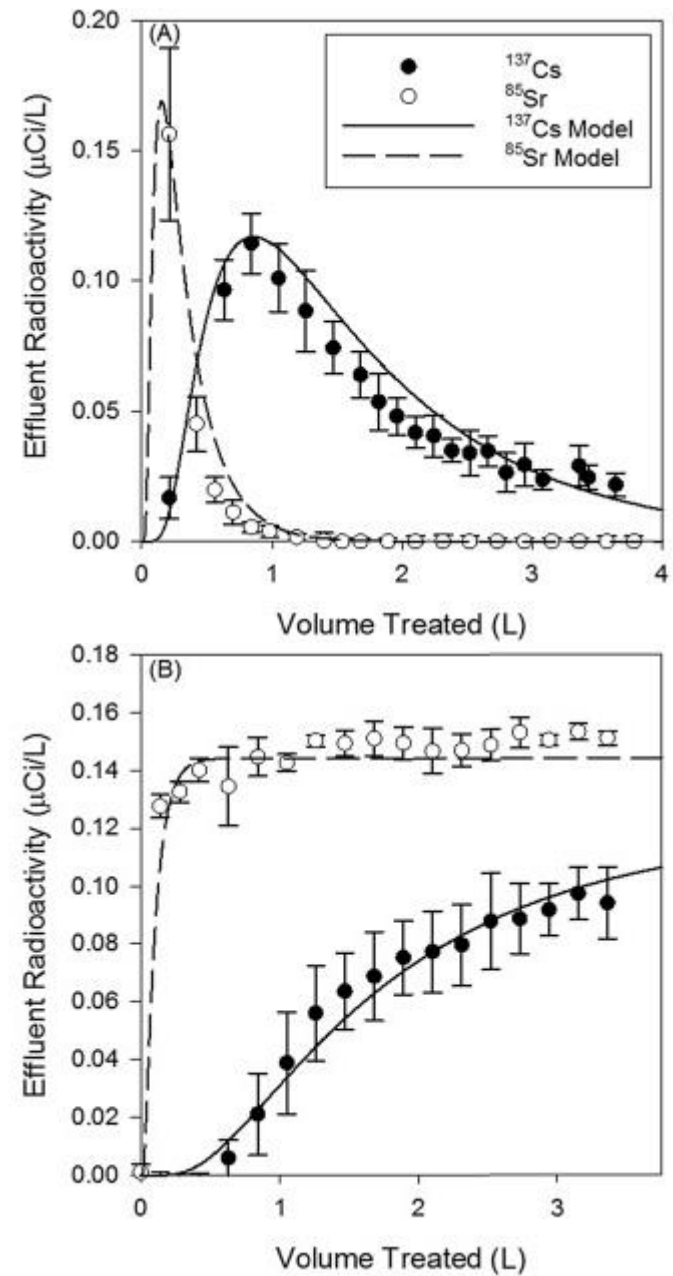 (A)
¹³⁷Cs
⁸⁵Sr
¹³⁷Cs Model
⁸⁵Sr Model
Effluent Radioactivity (μCi/L)
0.20
0.15
0.10
0.05
0.00
0 1 2 3 4
Volume Treated (L)
(B)
Effluent Radioactivity (μCi/L)
0.18
0.16
0.14
0.12
0.10
0.08
0.06
0.04
0.02
0.00
0 1 2 3
Volume Treated (L)